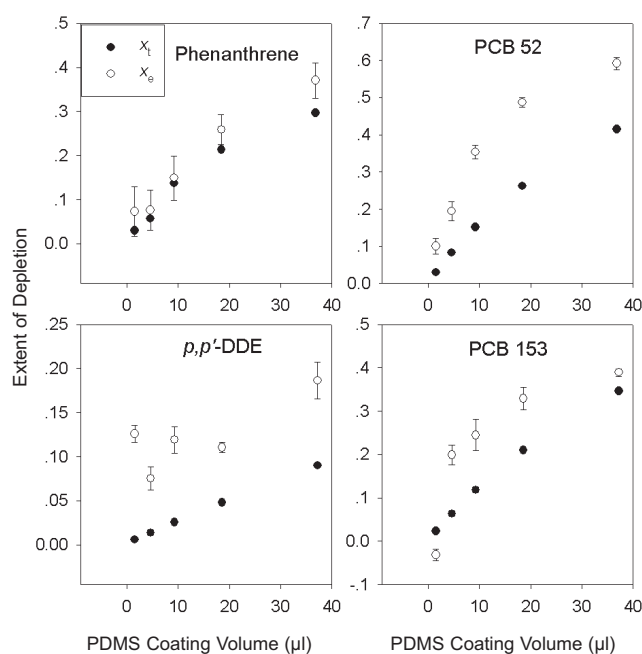 Extent of Depletion
.5
.4
.3
.2
.1
0.0
Xt
Xe
Phenanthrene
0 10 20 30 40
.7
.6
.5
.4
.3
.2
.1
0.0
PCB 52
0 10 20 30 40
.25
.20
.15
.10
.05
0.00
p,p'-DDE
0 10 20 30 40
PDMS Coating Volume (µl)
.5
.4
.3
.2
.1
0.0
-.1
PCB 153
0 10 20 30 40
PDMS Coating Volume (µl)